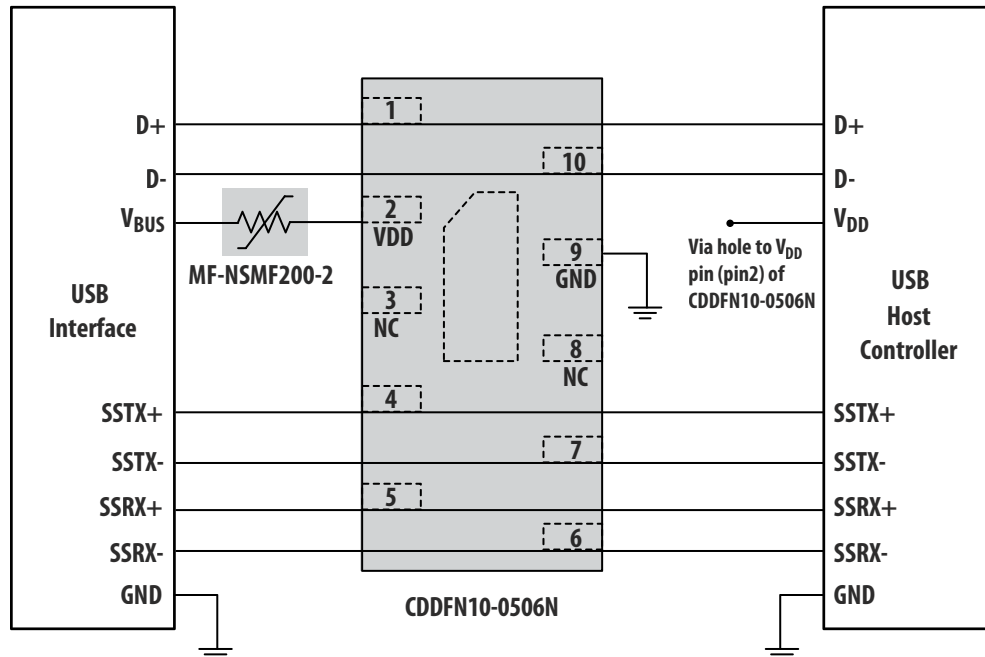 D+
D-
VBUS
MF-NSMF200-2
USB
Interface
SSTX+
SSTX-
SSRX+
SSRX-
GND
1
10
2
VDD
9
GND
3
NC
8
NC
4
7
5
6
CDDFN10-0506N
D+
D-
VDD
Via hole to VDD
pin (pin2) of
CDDFN10-0506N
USB
Host
Controller
SSTX+
SSTX-
SSRX+
SSRX-
GND